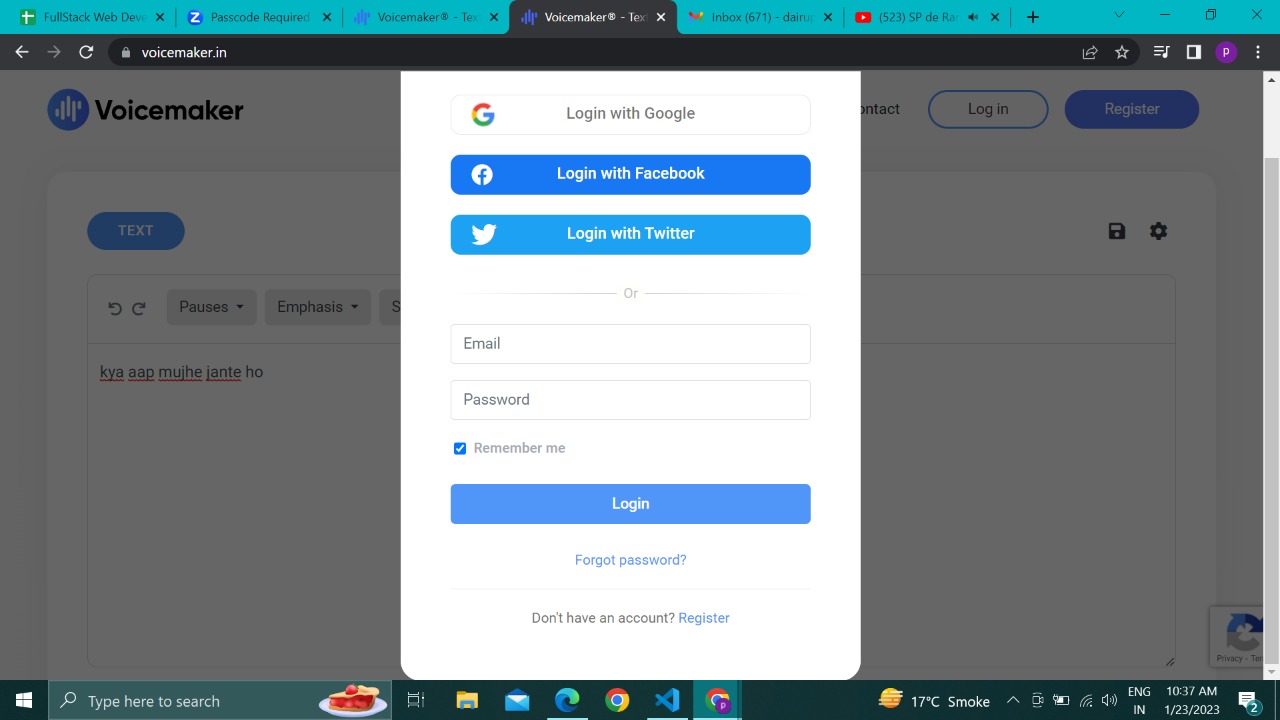 FullStack Web Deve
Passcode Required
Voicemaker® - Text
Voicemaker® - Text
Inbox (671) - dairup
(523) SP de Ran
voicemaker.in
p
Voicemaker
ontact
Log in
Register
Login with Google
Login with Facebook
TEXT
Login with Twitter
Or
Pauses
Emphasis
S
Email
kya aap mujhe jante ho
Password
Remember me
Login
Forgot password?
Don't have an account? Register
Privacy - Ter
Type here to search
17°C Smoke
ENG
IN
10:37 AM
1/23/2023
2